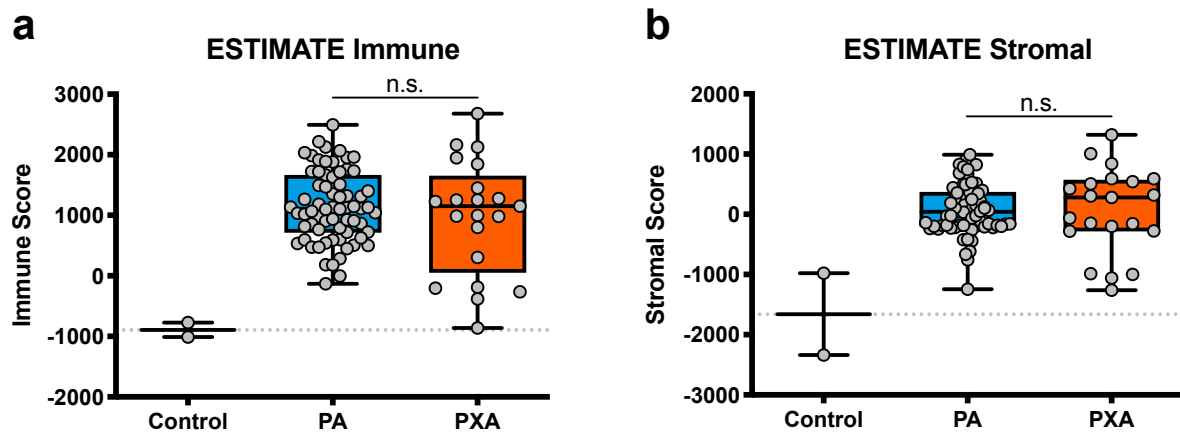 a
ESTIMATE Immune
n.s.
Immune Score
3000
2000
1000
0
-1000
-2000
Control PA PXA
b
ESTIMATE Stromal
n.s.
Stromal Score
2000
1000
0
-1000
-2000
-3000
Control PA PXA